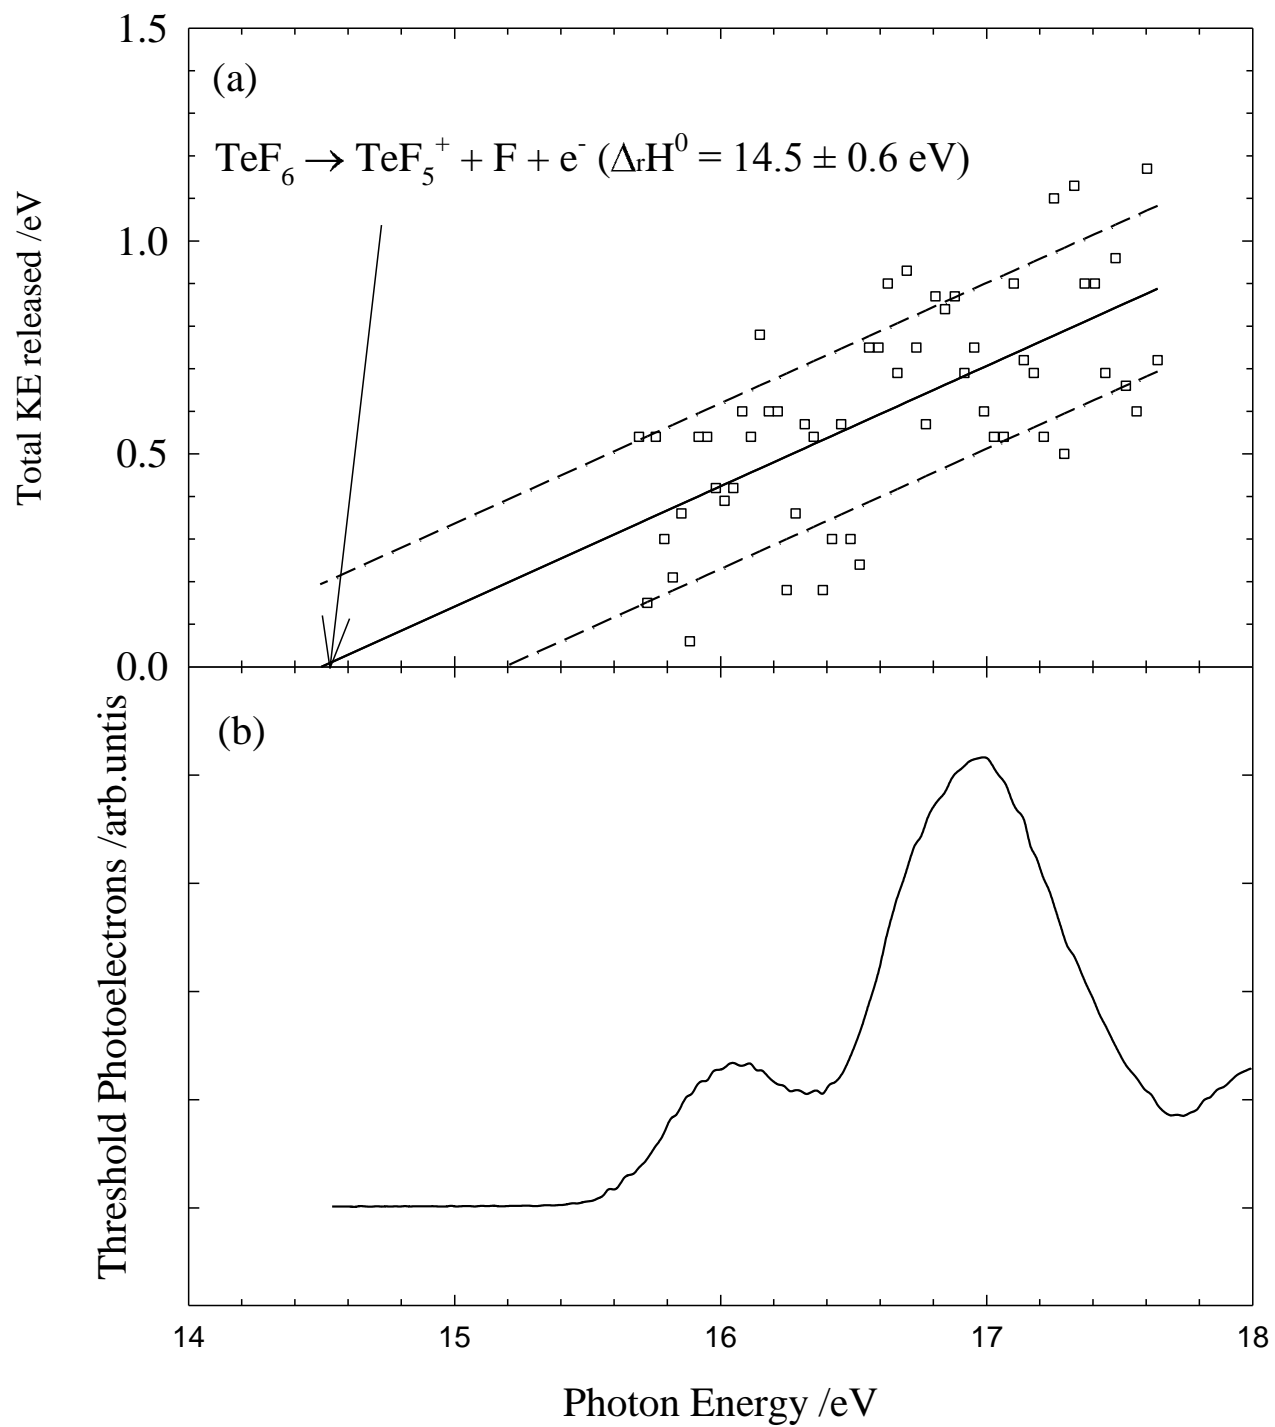 1.5
(a)
TeF₆ → TeF₅⁺ + F + e⁻ (ΔrH⁰ = 14.5 ± 0.6 eV)
Total KE released /eV
1.0
0.5
0.0
(b)
Threshold Photoelectrons /arb.untis
14 15 16 17 18
Photon Energy /eV